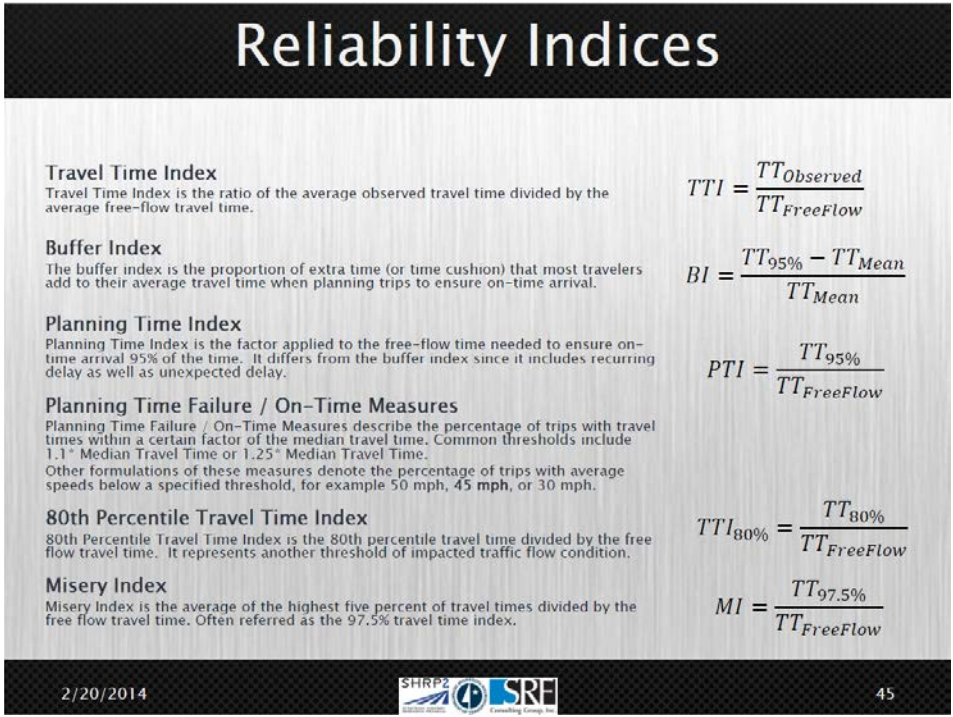 Reliability Indices
Travel Time Index
Travel Time Index is the ratio of the average observed travel time divided by the
average free-flow travel time.
TTI = TT_Observed / TT_FreeFlow
Buffer Index
The buffer index is the proportion of extra time (or time cushion) that most travelers
add to their average travel time when planning trips to ensure on-time arrival.
BI = (TT_95% − TT_Mean) / TT_Mean
Planning Time Index
Planning Time Index is the factor applied to the free-flow time needed to ensure on-
time arrival 95% of the time. It differs from the buffer index since it includes recurring
delay as well as unexpected delay.
PTI = TT_95% / TT_FreeFlow
Planning Time Failure / On-Time Measures
Planning Time Failure / On-Time Measures describe the percentage of trips with travel
times within a certain factor of the median travel time. Common thresholds include
1.1* Median Travel Time or 1.25* Median Travel Time.
Other formulations of these measures denote the percentage of trips with average
speeds below a specified threshold, for example 50 mph, 45 mph, or 30 mph.
80th Percentile Travel Time Index
80th Percentile Travel Time Index is the 80th percentile travel time divided by the free
flow travel time. It represents another threshold of impacted traffic flow condition.
TTI_80% = TT_80% / TT_FreeFlow
Misery Index
Misery Index is the average of the highest five percent of travel times divided by the
free flow travel time. Often referred as the 97.5% travel time index.
MI = TT_97.5% / TT_FreeFlow
2/20/2014
SHRP2
SRF
Consulting Group, Inc.
45